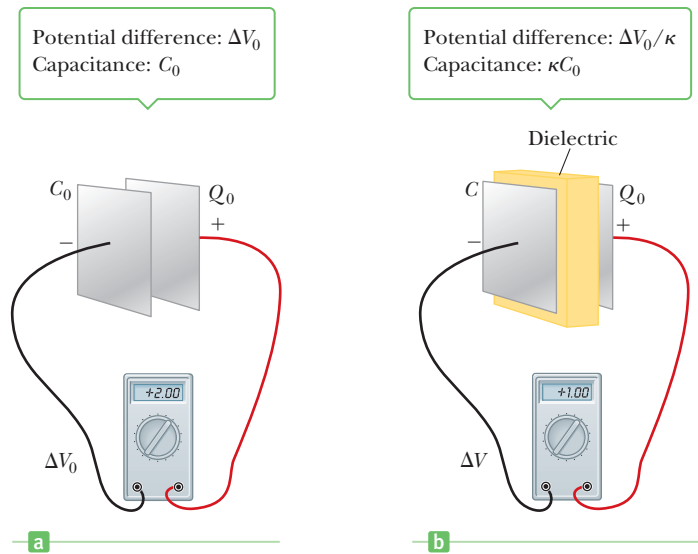 Potential difference: ΔV₀
Capacitance: C₀
C₀
Q₀
+
−
+2.00
ΔV₀
a
Potential difference: ΔV₀/κ
Capacitance: κC₀
Dielectric
C
Q₀
+
−
+1.00
ΔV
b